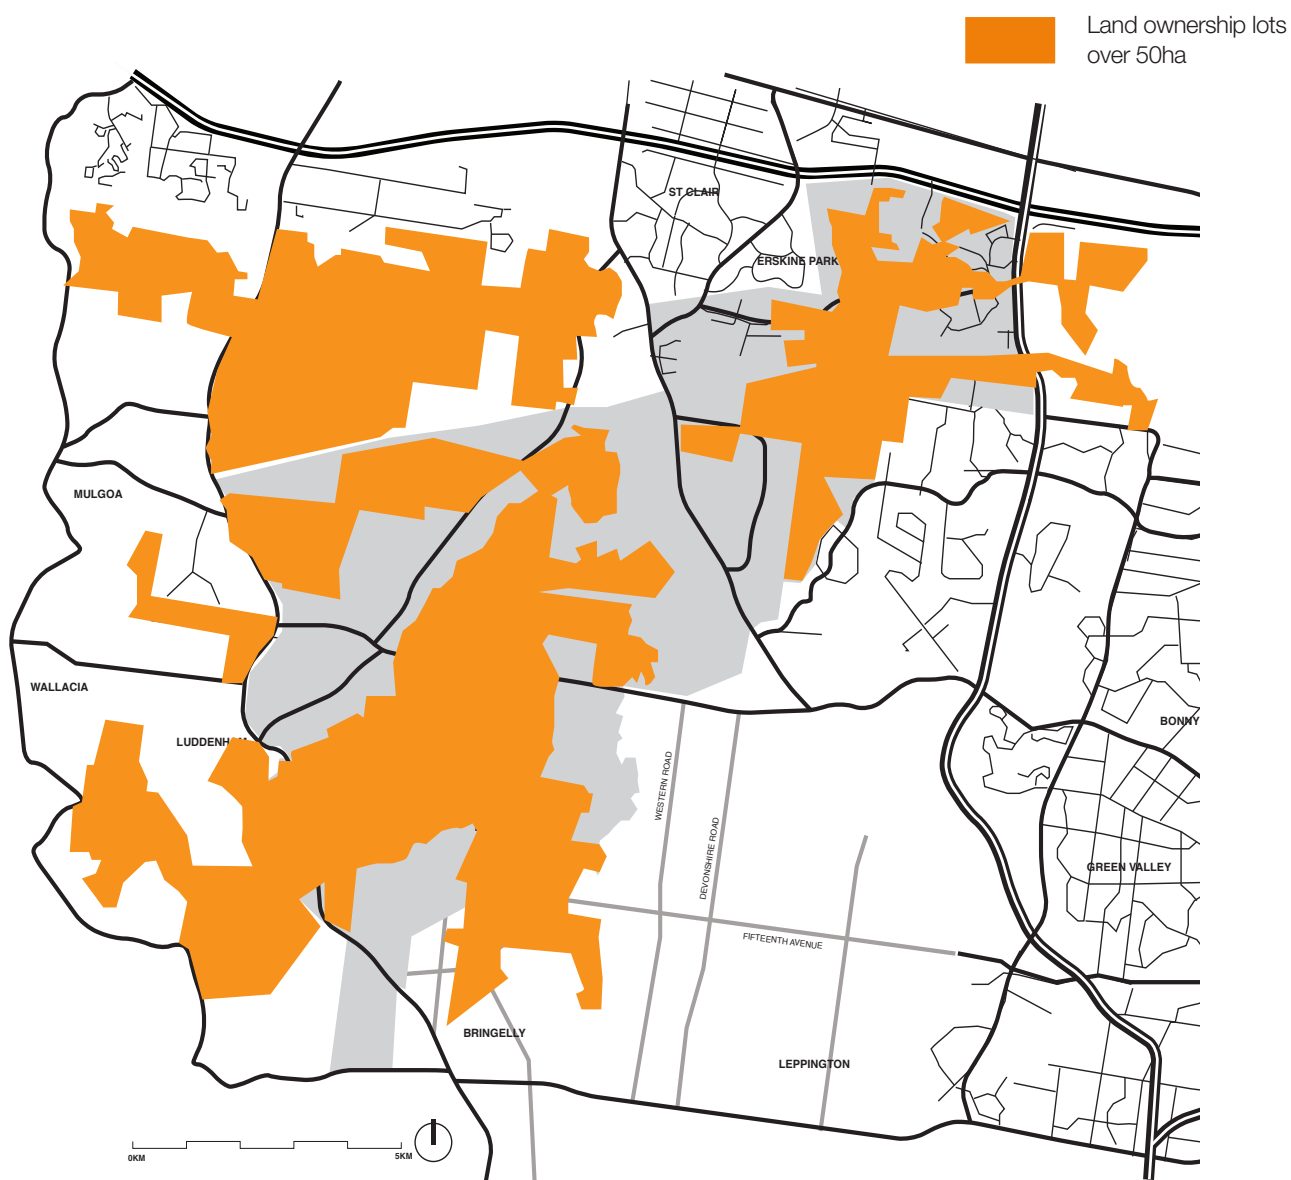 Land ownership lots
over 50ha
ST CLAIR
ERSKINE PARK
MULGOA
WALLACIA
LUDDENHAM
BONNY
WESTERN ROAD
DEVONSHIRE ROAD
GREEN VALLEY
FIFTEENTH AVENUE
BRINGELLY
LEPPINGTON
0KM
5KM